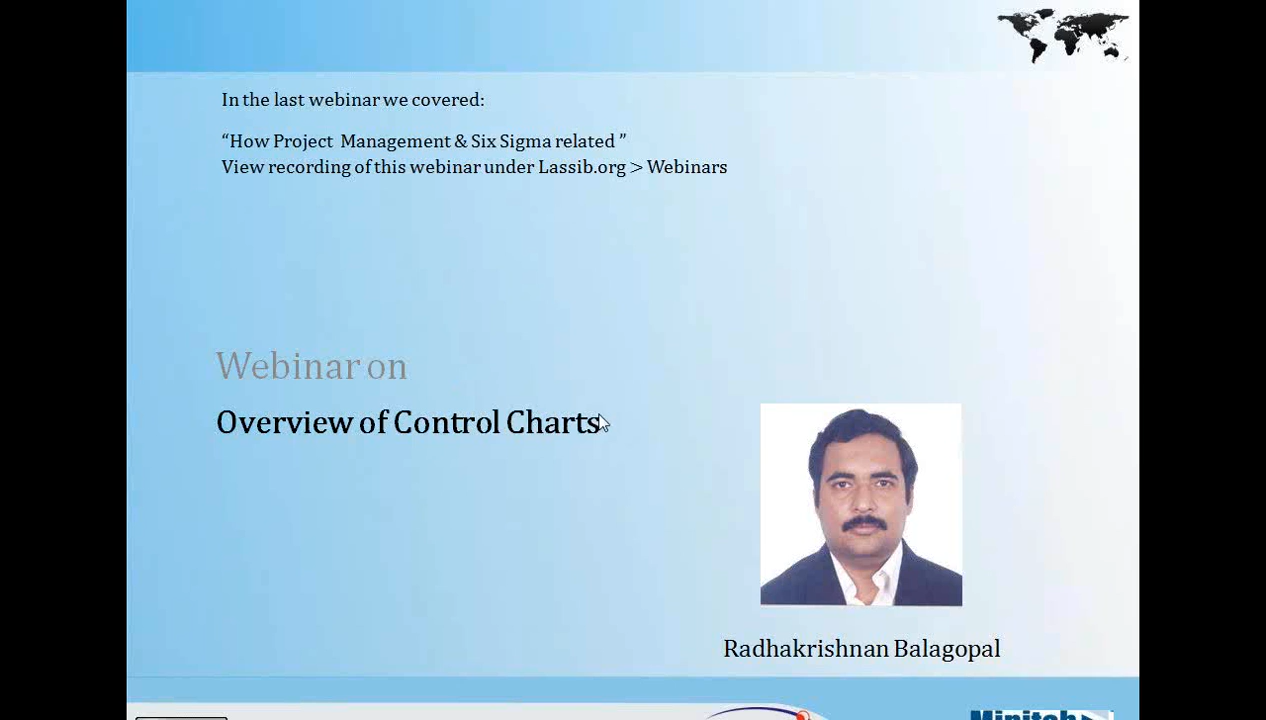 In the last webinar we covered:
“How Project Management & Six Sigma related ”
View recording of this webinar under Lassib.org > Webinars
Webinar on
Overview of Control Charts
Radhakrishnan Balagopal
Minitab